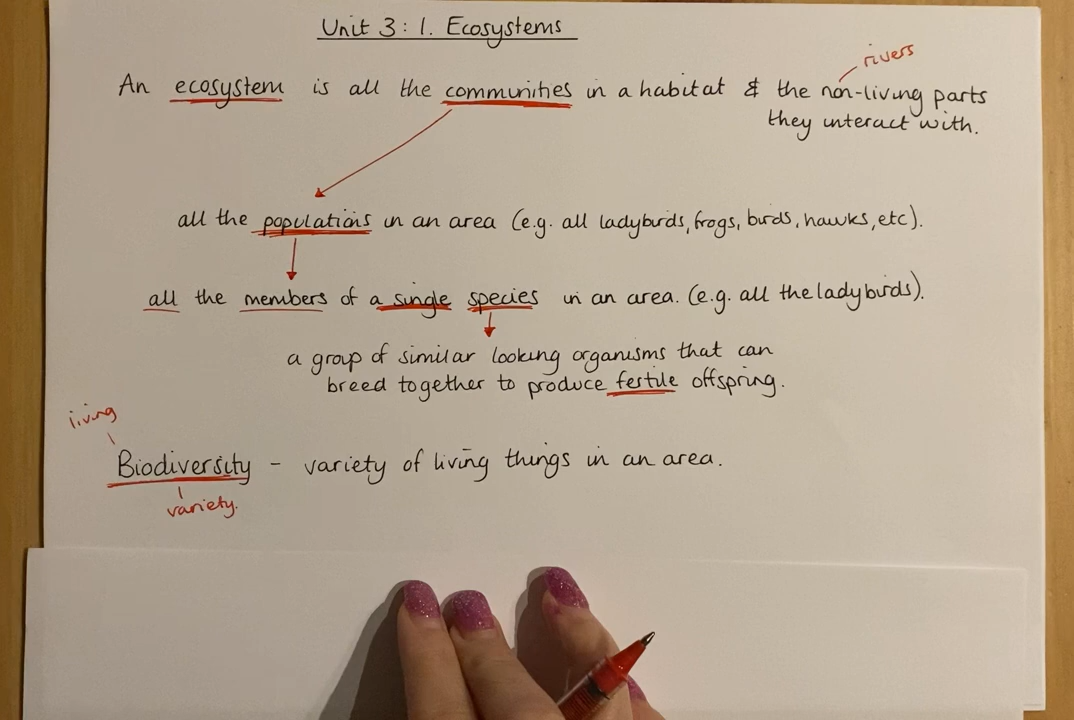 Unit 3: 1. Ecosystems
rivers
An ecosystem is all the communities in a habitat & the non-living parts
they interact with.
all the populations in an area (e.g. all ladybirds, frogs, birds, hawks, etc).
all the members of a single species in an area. (e.g. all the ladybirds).
a group of similar looking organisms that can
breed together to produce fertile offspring.
living
Biodiversity - variety of living things in an area.
variety.